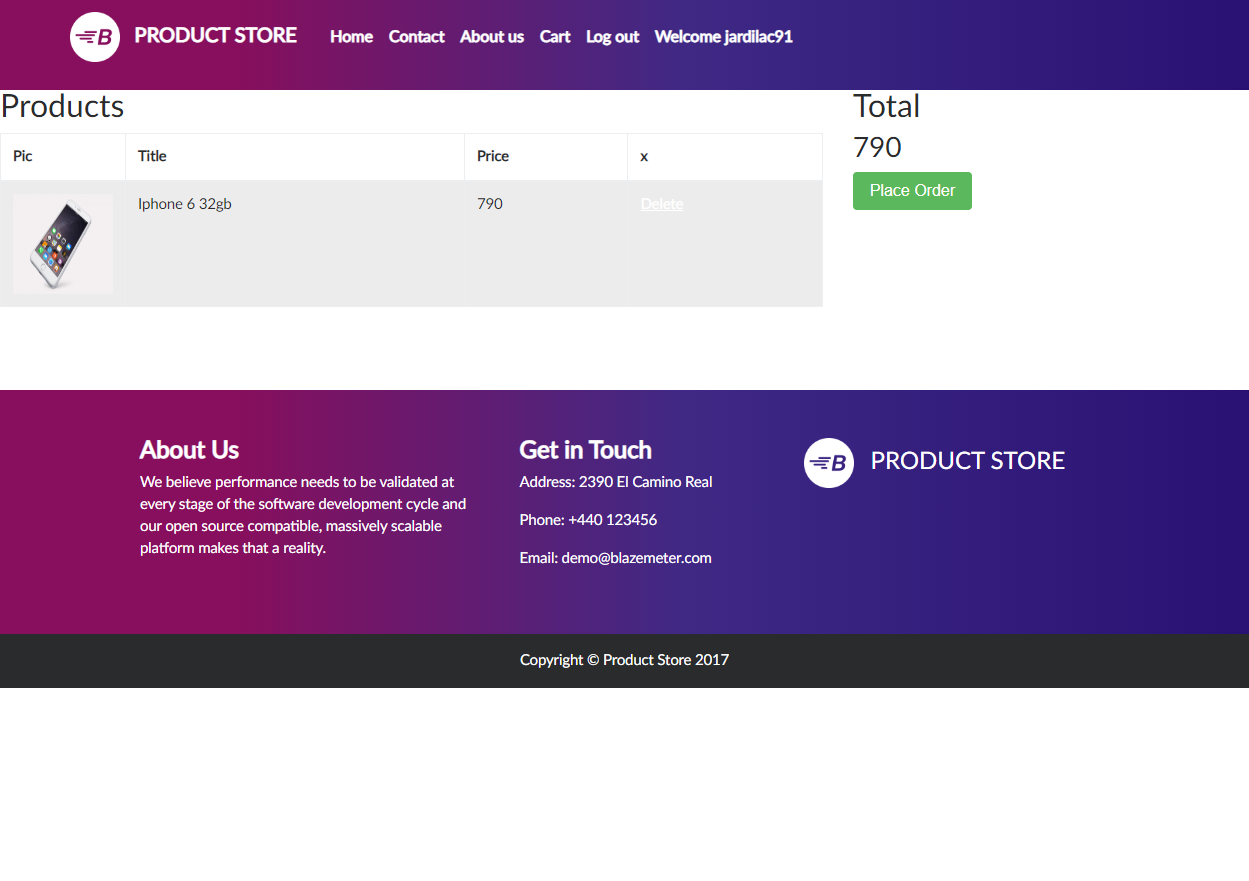 B PRODUCT STORE Home Contact About us Cart Log out Welcome jardilac91
Products
Pic Title Price x
Iphone 6 32gb 790 Delete
Total
790
Place Order
About Us
We believe performance needs to be validated at
every stage of the software development cycle and
our open source compatible, massively scalable
platform makes that a reality.
Get in Touch
Address: 2390 El Camino Real
Phone: +440 123456
Email: demo@blazemeter.com
B PRODUCT STORE
Copyright © Product Store 2017